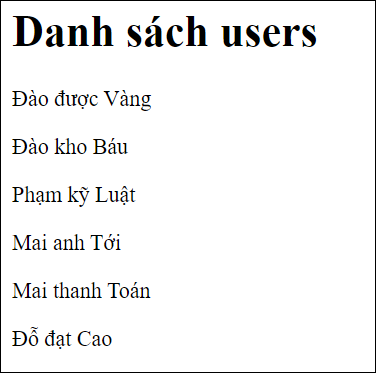 Danh sách users
Đào được Vàng
Đào kho Báu
Phạm kỹ Luật
Mai anh Tới
Mai thanh Toán
Đỗ đạt Cao